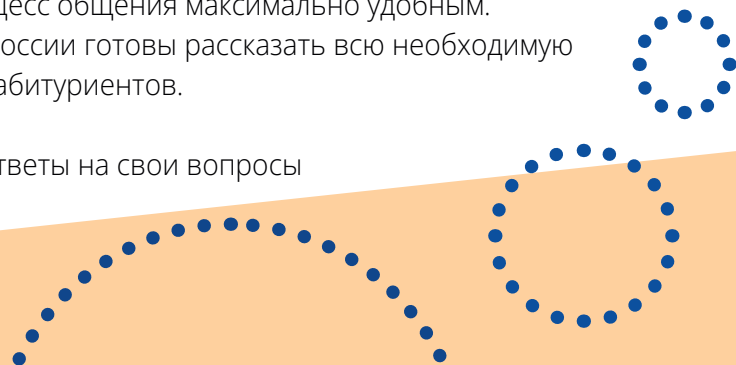 цесс общения максимально удобным.
оссии готовы рассказать всю необходимую
абитуриентов.
тветы на свои вопросы